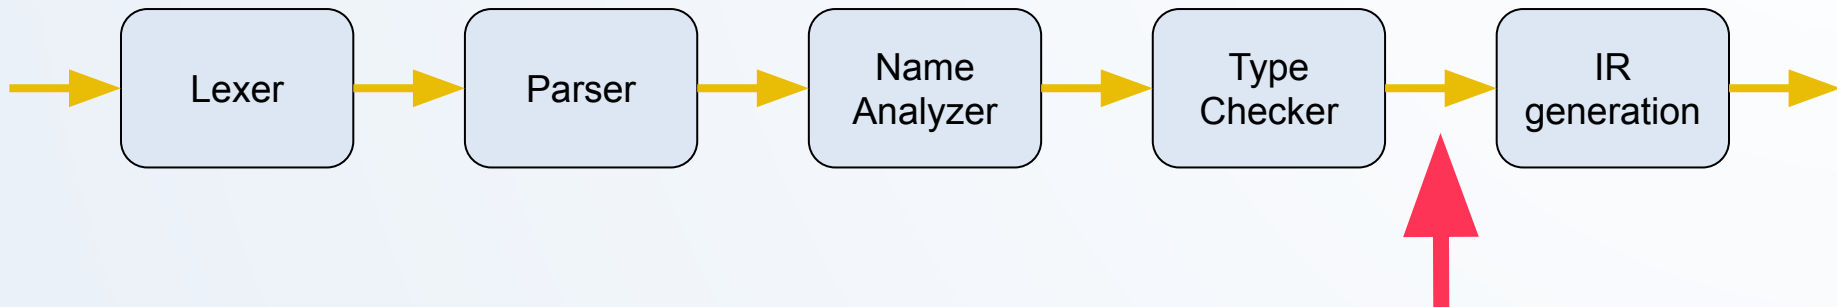 Lexer
Parser
Name
Analyzer
Type
Checker
IR
generation